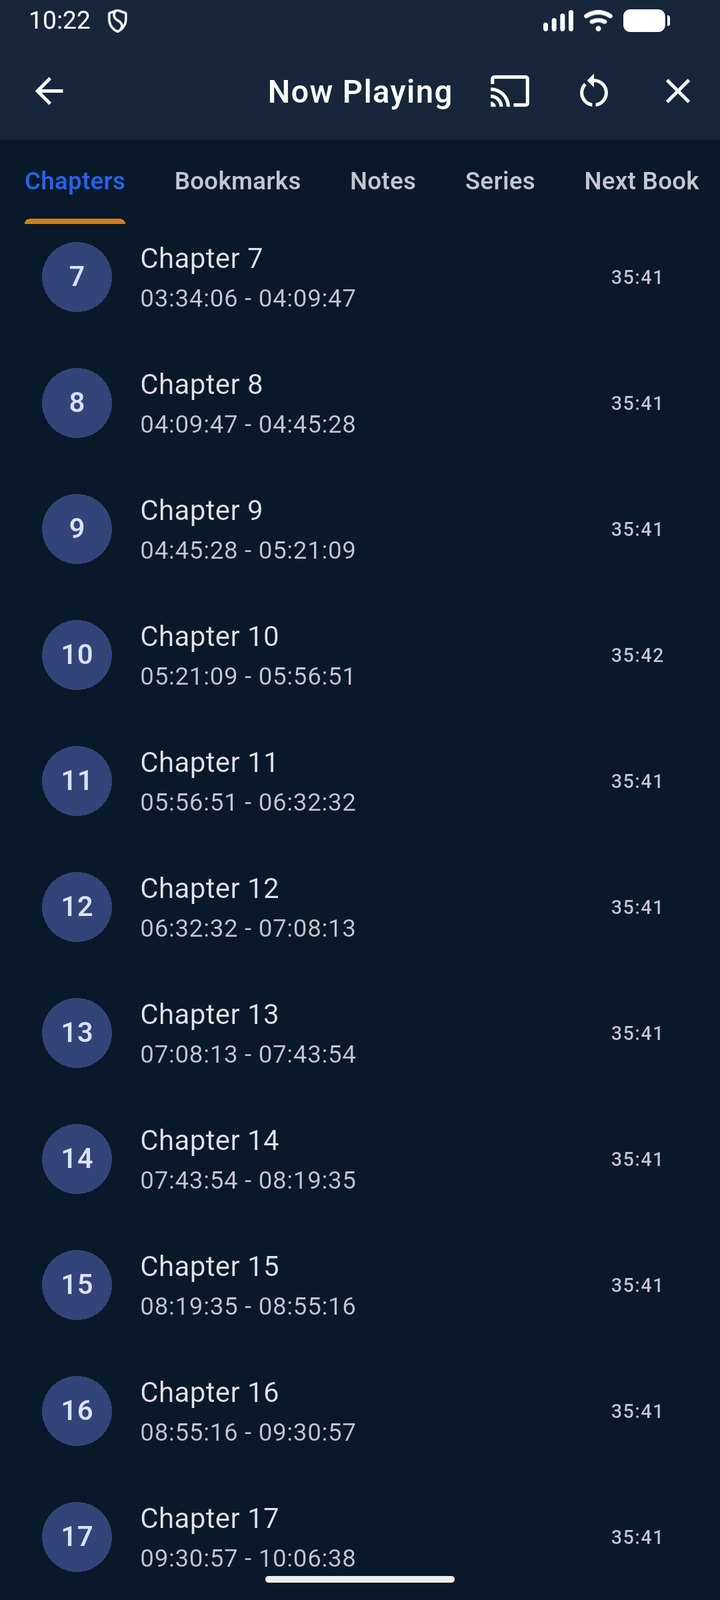 10:22
Now Playing
Chapters Bookmarks Notes Series Next Book
7 Chapter 7 35:41
03:34:06 - 04:09:47
8 Chapter 8 35:41
04:09:47 - 04:45:28
9 Chapter 9 35:41
04:45:28 - 05:21:09
10 Chapter 10 35:42
05:21:09 - 05:56:51
11 Chapter 11 35:41
05:56:51 - 06:32:32
12 Chapter 12 35:41
06:32:32 - 07:08:13
13 Chapter 13 35:41
07:08:13 - 07:43:54
14 Chapter 14 35:41
07:43:54 - 08:19:35
15 Chapter 15 35:41
08:19:35 - 08:55:16
16 Chapter 16 35:41
08:55:16 - 09:30:57
17 Chapter 17 35:41
09:30:57 - 10:06:38